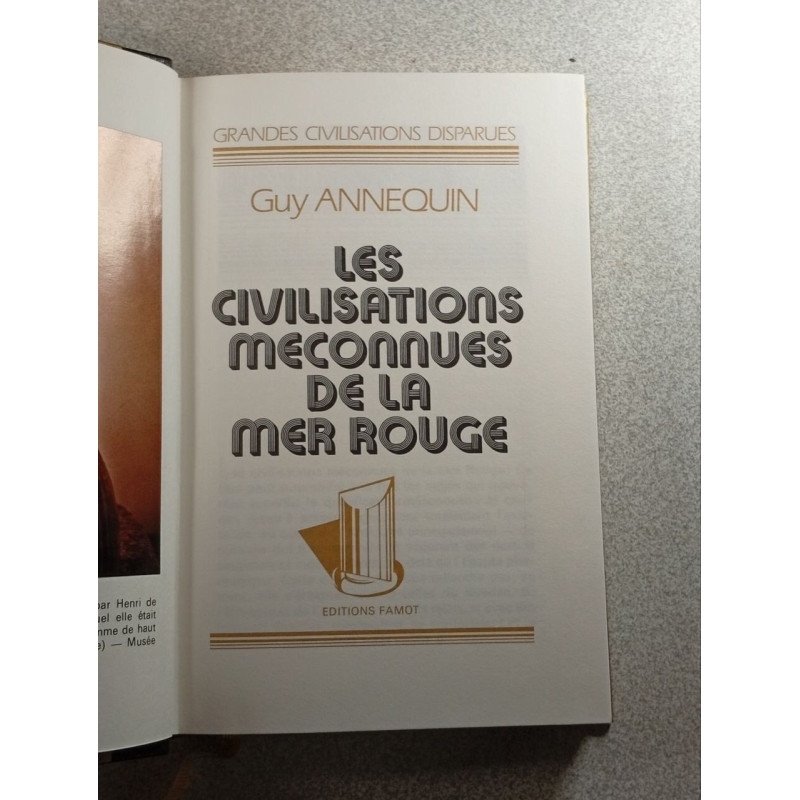 GRANDES CIVILISATIONS DISPARUES
Guy ANNEQUIN
LES
CIVILISATIONS
MECONNUES
DE LA
MER ROUGE
EDITIONS FAMOT
par Henri de
uel elle était
mme de haut
e) — Musée